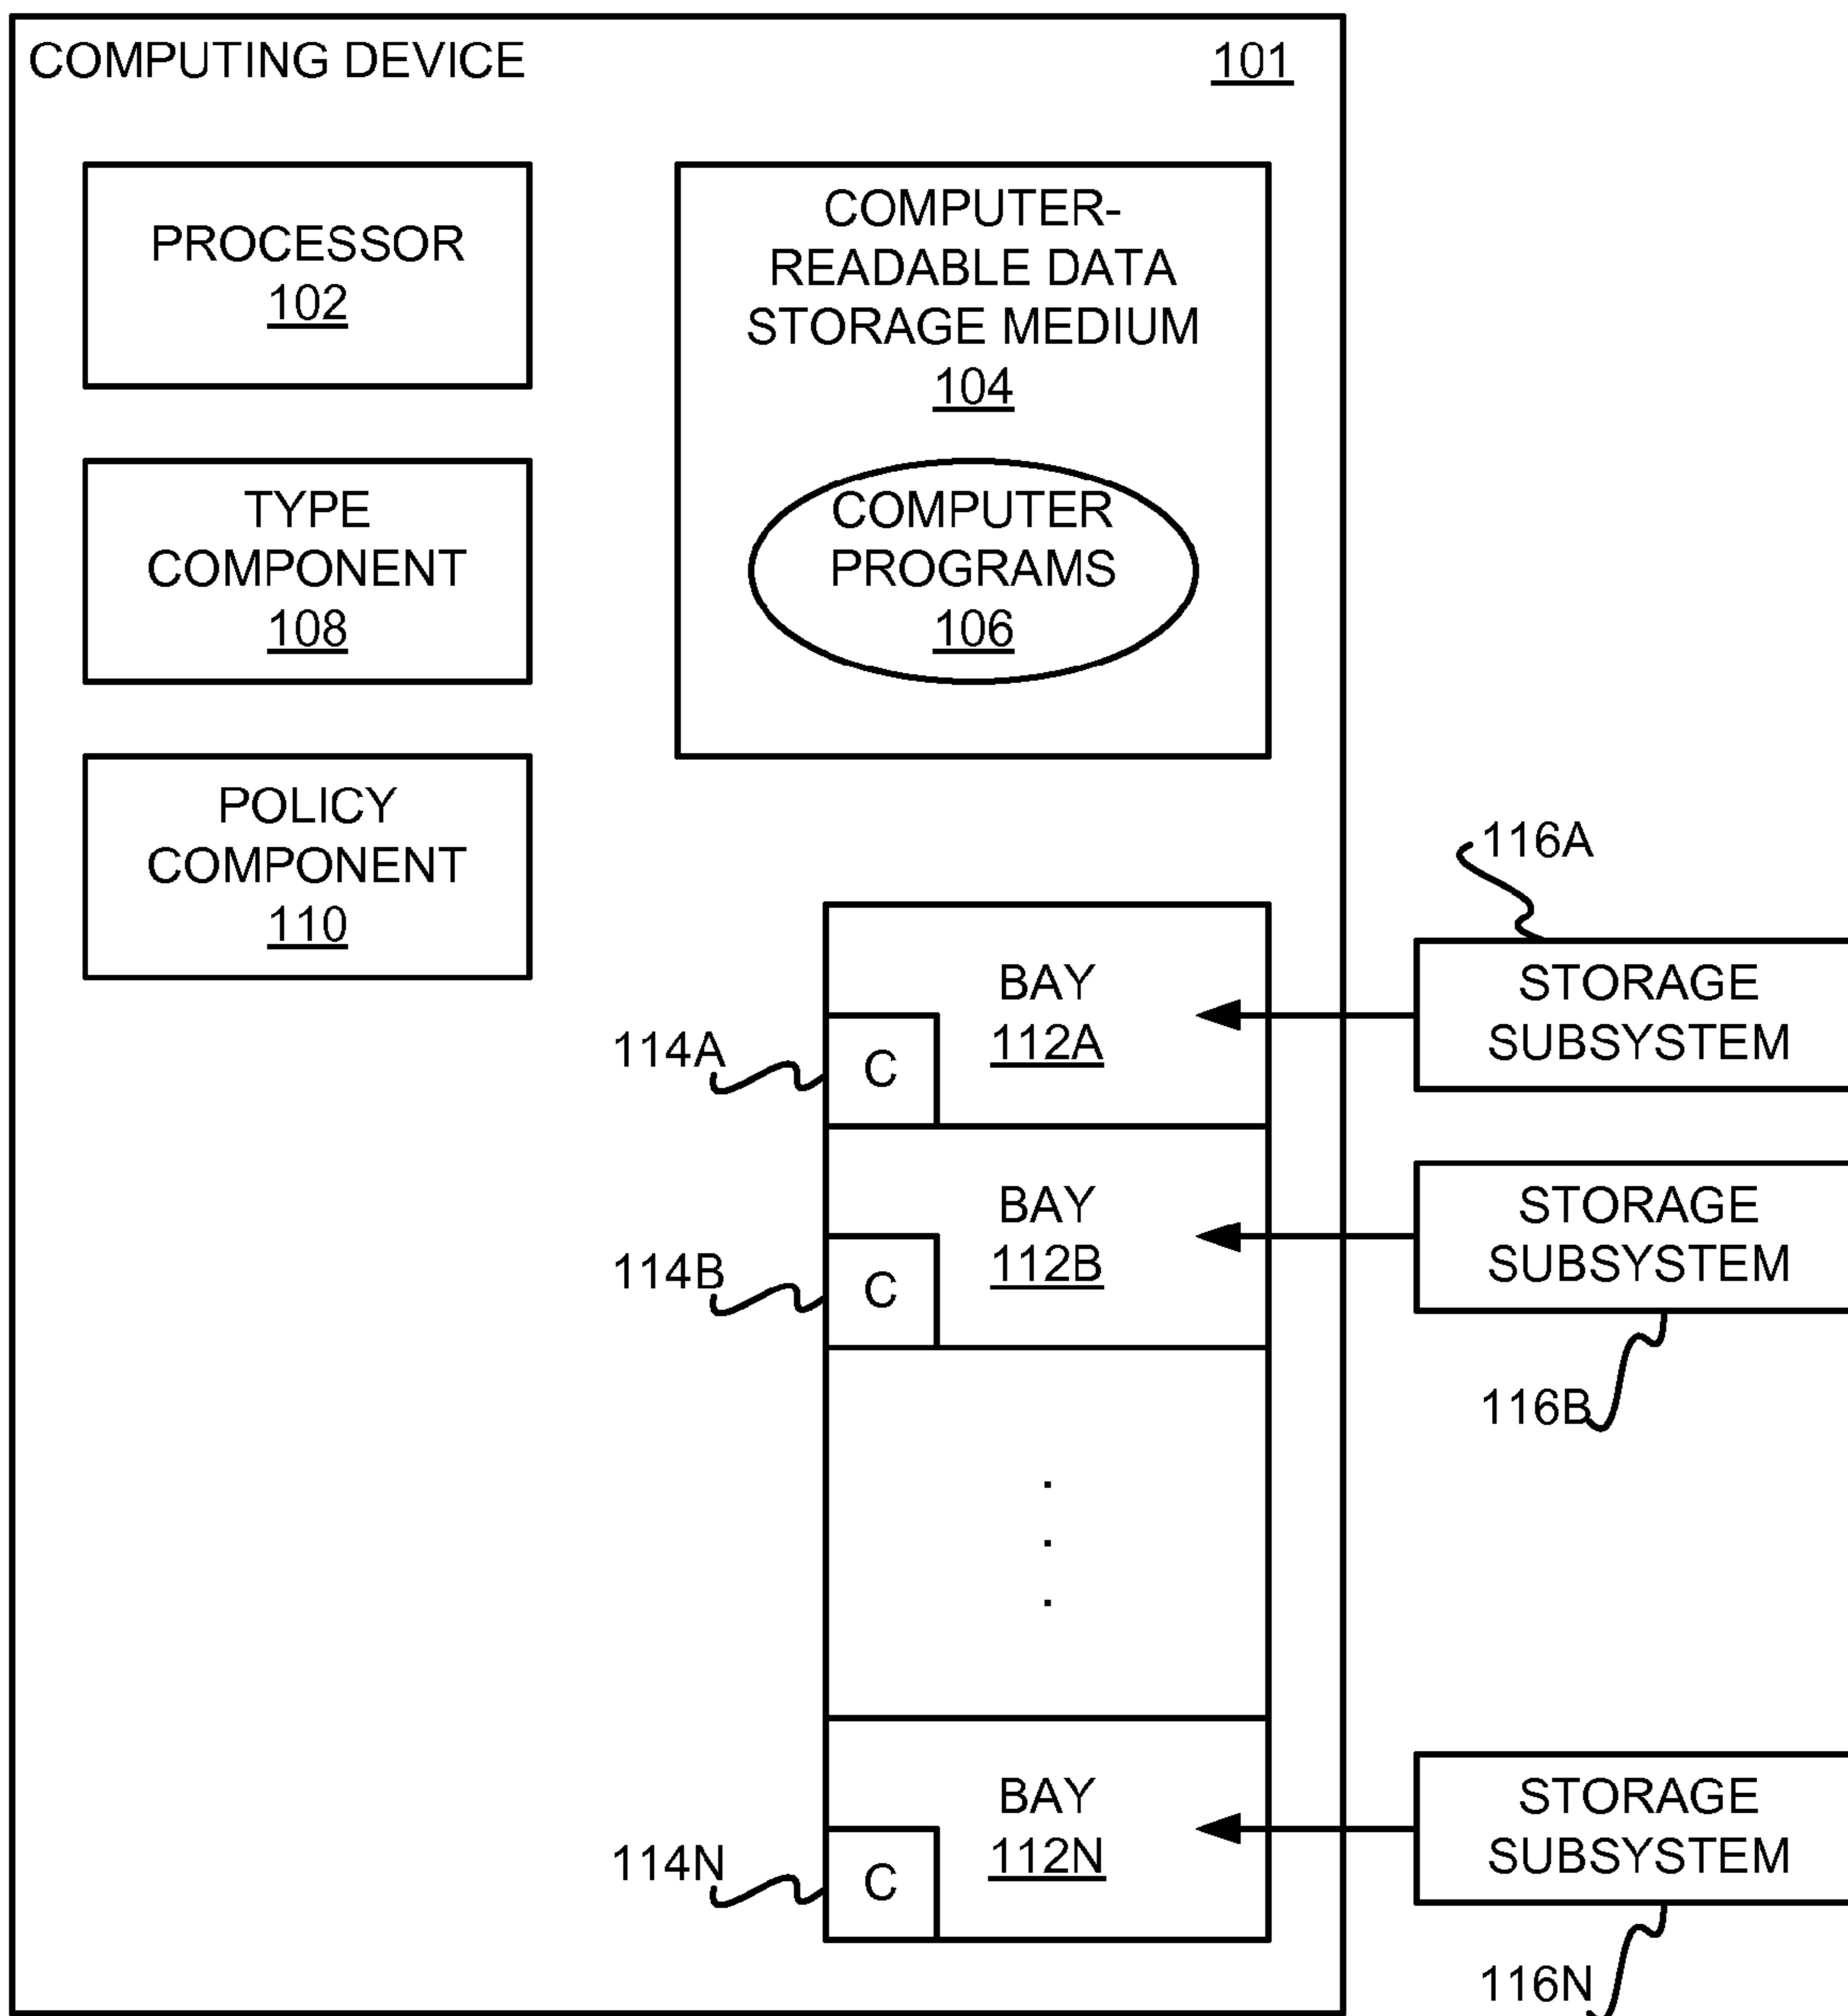 COMPUTING DEVICE 101
PROCESSOR
102
COMPUTER-
READABLE DATA
STORAGE MEDIUM
104
COMPUTER
PROGRAMS
106
TYPE
COMPONENT
108
POLICY
COMPONENT
110
116A
BAY
112A
114A
C
STORAGE
SUBSYSTEM
BAY
112B
114B
C
STORAGE
SUBSYSTEM
116B
.
.
.
BAY
112N
114N
C
STORAGE
SUBSYSTEM
116N